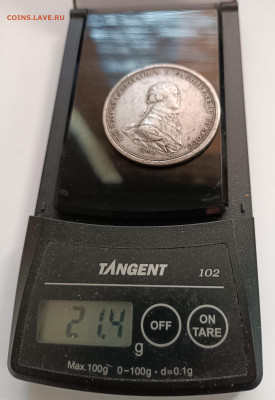 COINS.LAVE.RU
TANGENT 102
21.4 g
OFF
ON
TARE
Max.100g 0–100g · d=0.1g